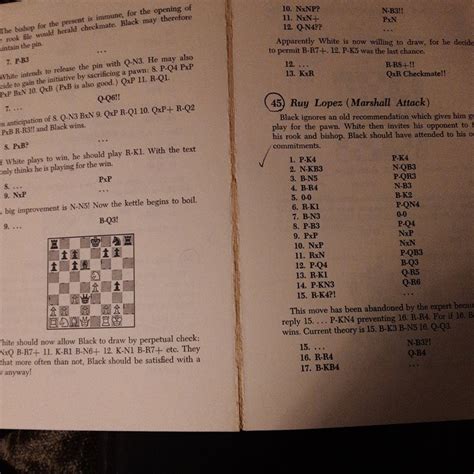 The bishop for the present is immune, for the opening of
rook file would herald checkmate. Black may therefore
the pin.
7. P-B3
White intends to release the pin with Q-N3. He may also
to gain the initiative by sacrificing a pawn: 8. P-Q4 PxP
PxP BxN 10. QxB (PxB is also good.) QxP 11. R-Q1.
7. ... Q-Q6!!
anticipation of 8. Q-N3 BxN 9. QxP R-Q1 10. QxP+ R-Q2
PxB R-R3!! and Black wins.
8. PxB?
White plays to win, he should play R-K1. With the text
only thinks he is playing for the win.
8. ... PxP
9.
big improvement is N-N5! Now the kettle begins to boil.
9. ... B-Q3!
White should now allow Black to draw by perpetual check;
NxQ B-R7+ 11. K-R1 B-N6+ 12. K-N1 B-R7+ etc. They
that more often than not, Black should be satisfied with a
anyway!
10. NxNP? N-B3!!
11. NxN+ PxN
12. Q-N4??
Apparently White is now willing to draw, for he decides
to permit B-R7+. 12. P-K5 was the last chance.
12. ... R-R8+!!
13. KxR QxR Checkmate!!
45) Ruy Lopez (Marshall Attack)
Black ignores an old recommendation which gives him
play for the pawn. White then invites his opponent to
his rook and bishop. Black should have attended to his
commitments.
1. P-K4 P-K4
2. N-KB3 N-QB3
3. B-N5 P-QR3
4. B-R4 N-B3
5. 0-0 B-K2
6. R-K1 P-QN4
7. B-N3 0-0
8. P-B3 P-Q4
9. PxP NxP
10. NxP NxN
11. RxN P-QB3
12. P-Q4 B-Q3
13. R-K1 Q-R5
14. P-KN3 Q-R6
15. R-K4?! ...
This move has been abandoned by the expert because
reply 15. ... P-KN4 preventing 16. R-R4. For if 16.
wins. Current theory is 15. B-K3 B-N5 16. Q-Q3.
15. ... N-B3?!
16. R-R4 Q-B4
17. B-KB4 ...